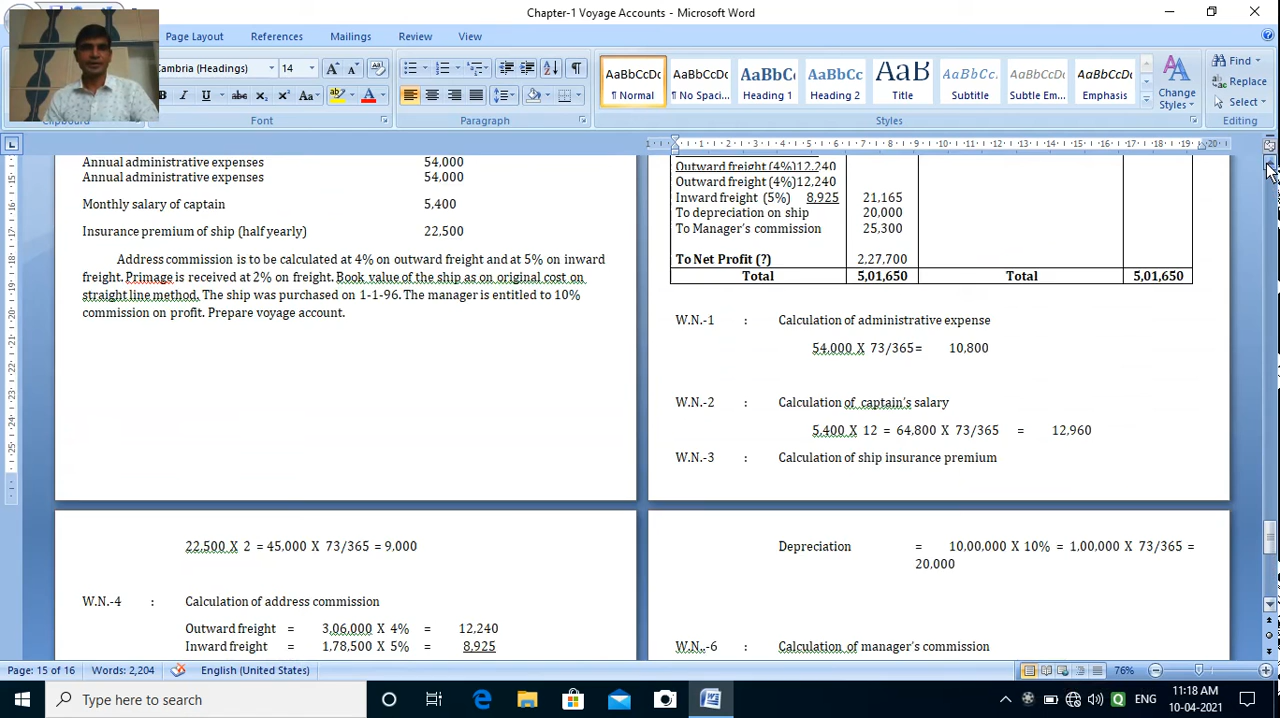 Chapter-1 Voyage Accounts - Microsoft Word
Page Layout References Mailings Review View
Cambria (Headings) 14
Font Paragraph Styles Editing
AaBbCcDc AaBbCcDc AaBbC AaBbCc AaB AaBbCc AaBbCcDc AaBbCcDc
¶ Normal ¶ No Spaci... Heading 1 Heading 2 Title Subtitle Subtle Em... Emphasis
Change Styles
Find
Replace
Select
Annual administrative expenses 54,000
Annual administrative expenses 54,000
Monthly salary of captain 5,400
Insurance premium of ship (half yearly) 22,500
Address commission is to be calculated at 4% on outward freight and at 5% on inward
freight. Primage is received at 2% on freight. Book value of the ship as on original cost on
straight line method. The ship was purchased on 1-1-96. The manager is entitled to 10%
commission on profit. Prepare voyage account.
Outward freight (4%)12,240
Outward freight (4%)12,240
Inward freight (5%) 8,925 21,165
To depreciation on ship 20.000
To Manager's commission 25,300
To Net Profit (?) 2,27,700
Total 5,01,650 Total 5,01,650
W.N.-1 : Calculation of administrative expense
54,000 X 73/365= 10,800
W.N.-2 : Calculation of captain's salary
5,400 X 12 = 64,800 X 73/365 = 12,960
W.N.-3 : Calculation of ship insurance premium
22,500 X 2 = 45,000 X 73/365 = 9,000
W.N.-4 : Calculation of address commission
Outward freight = 3,06,000 X 4% = 12,240
Inward freight = 1,78,500 X 5% = 8,925
Depreciation = 10,00,000 X 10% = 1,00,000 X 73/365 =
20,000
W.N..-6 : Calculation of manager's commission
Page: 15 of 16 Words: 2,204 English (United States) 76%
Type here to search
ENG
11:18 AM
10-04-2021